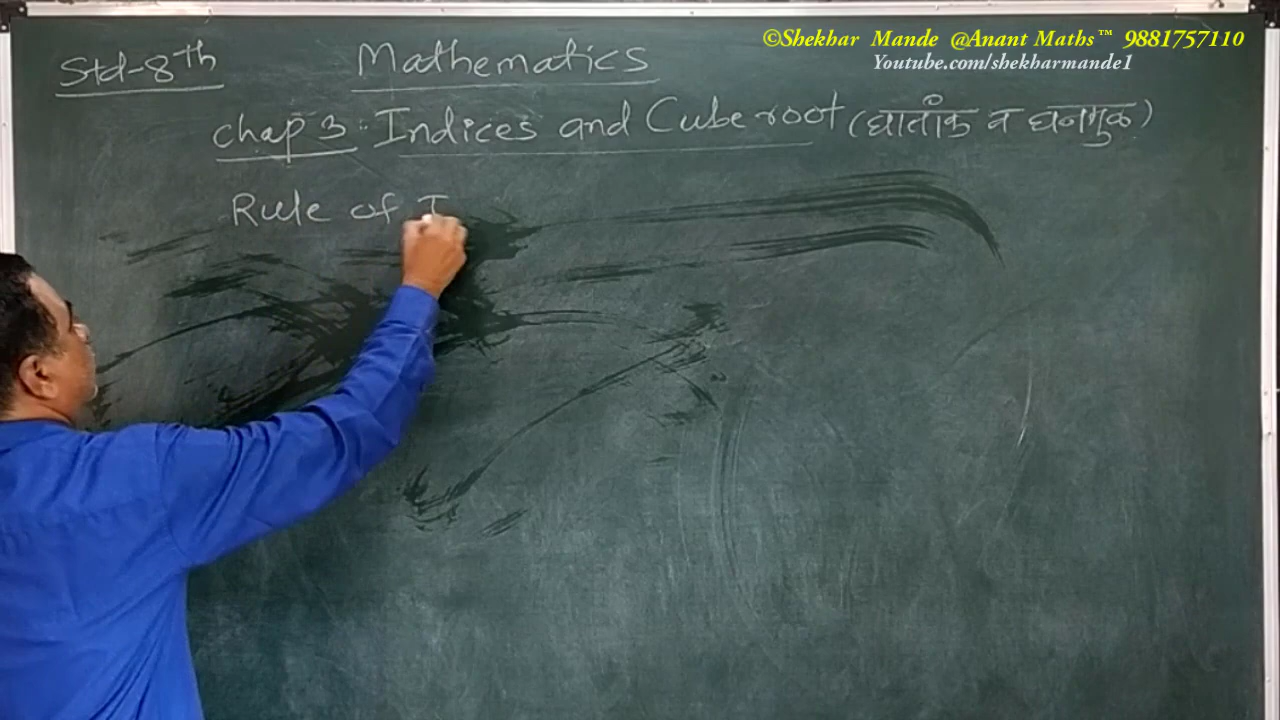 ©Shekhar Mande @Anant Maths™ 9881757110
Youtube.com/shekharmande1
Std-8th Mathematics
Chap 3 : Indices and Cube root (घातांक व घनमुळ)
Rule of I